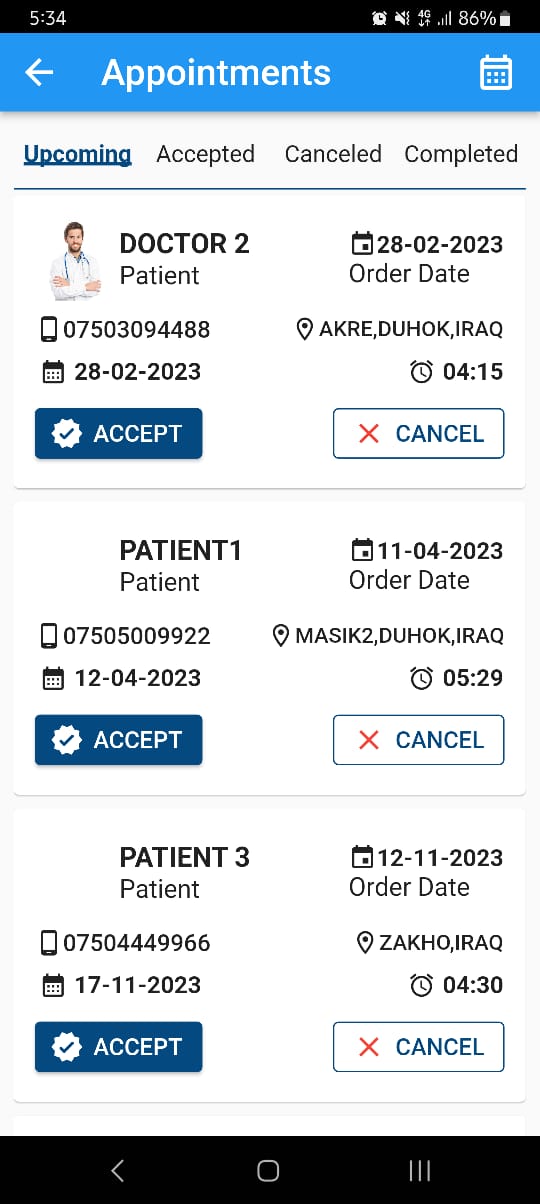 5:34 4G 86%
Appointments
Upcoming Accepted Canceled Completed
DOCTOR 2 28-02-2023
Patient Order Date
07503094488 AKRE,DUHOK,IRAQ
28-02-2023 04:15
ACCEPT CANCEL
PATIENT1 11-04-2023
Patient Order Date
07505009922 MASIK2,DUHOK,IRAQ
12-04-2023 05:29
ACCEPT CANCEL
PATIENT 3 12-11-2023
Patient Order Date
07504449966 ZAKHO,IRAQ
17-11-2023 04:30
ACCEPT CANCEL